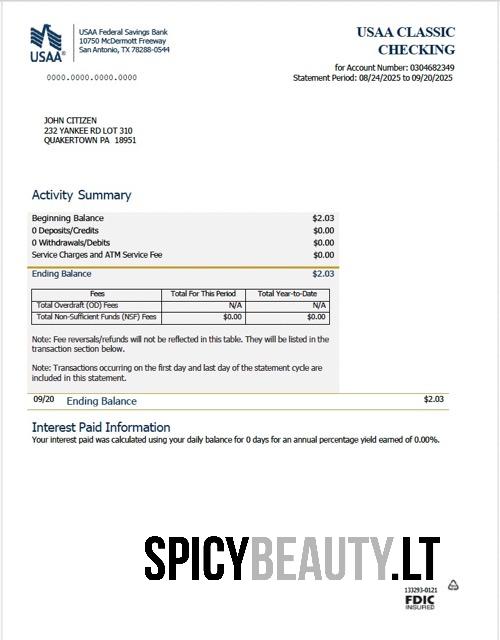 USAA®
USAA Federal Savings Bank
10750 McDermott Freeway
San Antonio, TX 78288-0544
USAA CLASSIC
CHECKING
for Account Number: 0304682349
Statement Period: 08/24/2025 to 09/20/2025
0000.0000.0000.0000
JOHN CITIZEN
232 YANKEE RD LOT 310
QUAKERTOWN PA 18951
Activity Summary
Beginning Balance $2.03
0 Deposits/Credits $0.00
0 Withdrawals/Debits $0.00
Service Charges and ATM Service Fee $0.00
Ending Balance $2.03
Fees Total For This Period Total Year-to-Date
Total Overdraft (OD) Fees N/A N/A
Total Non-Sufficient Funds (NSF) Fees $0.00 $0.00
Note: Fee reversals/refunds will not be reflected in this table. They will be listed in the
transaction section below.
Note: Transactions occurring on the first day and last day of the statement cycle are
included in this statement.
09/20 Ending Balance $2.03
Interest Paid Information
Your interest paid was calculated using your daily balance for 0 days for an annual percentage yield earned of 0.00%.
SPICYBEAUTY.LT
133293-0121
FDIC
INSURED